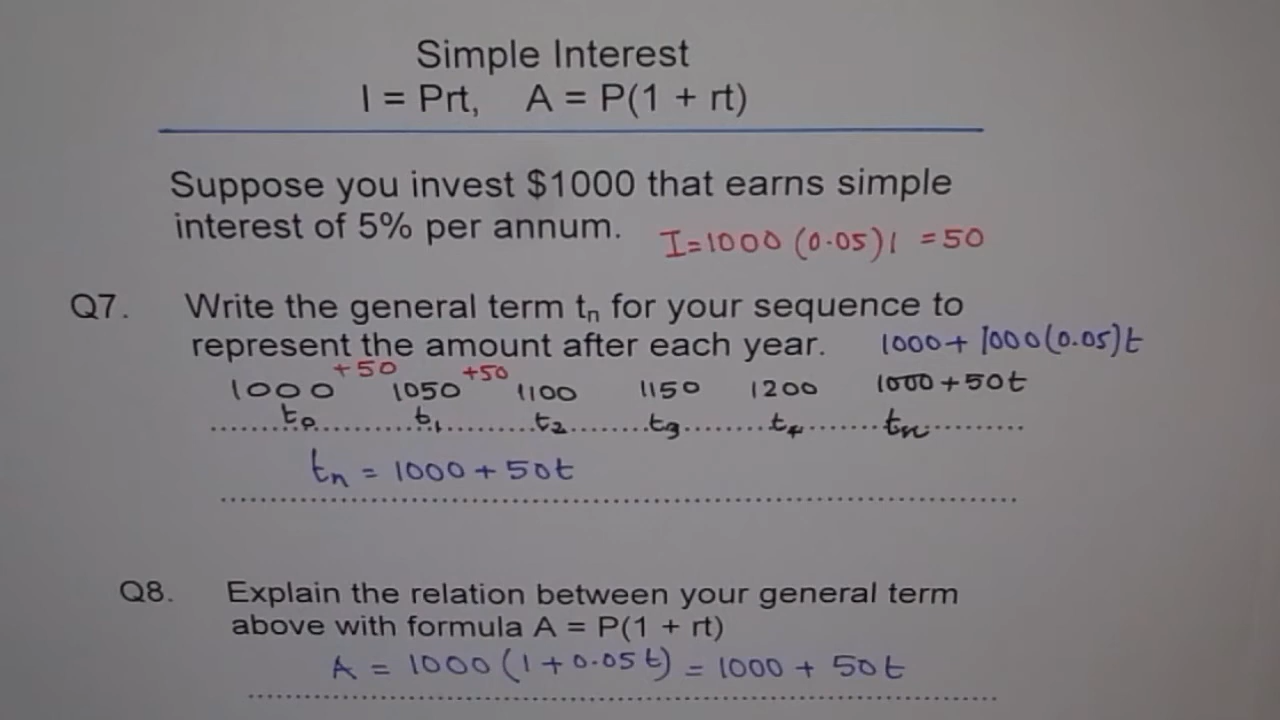 Simple Interest
I = Prt, A = P(1 + rt)
Suppose you invest $1000 that earns simple
interest of 5% per annum. I=1000 (0.05)1 =50
Q7. Write the general term tₙ for your sequence to
represent the amount after each year. 1000+ 1000(0.05)t
+50 +50
1000 1050 1100 1150 1200 1000+50t
t₀ t₁ t₂ t₃ t₄ tₙ
tₙ = 1000 + 50t
Q8. Explain the relation between your general term
above with formula A = P(1 + rt)
A = 1000 (1 + 0.05t) = 1000 + 50t